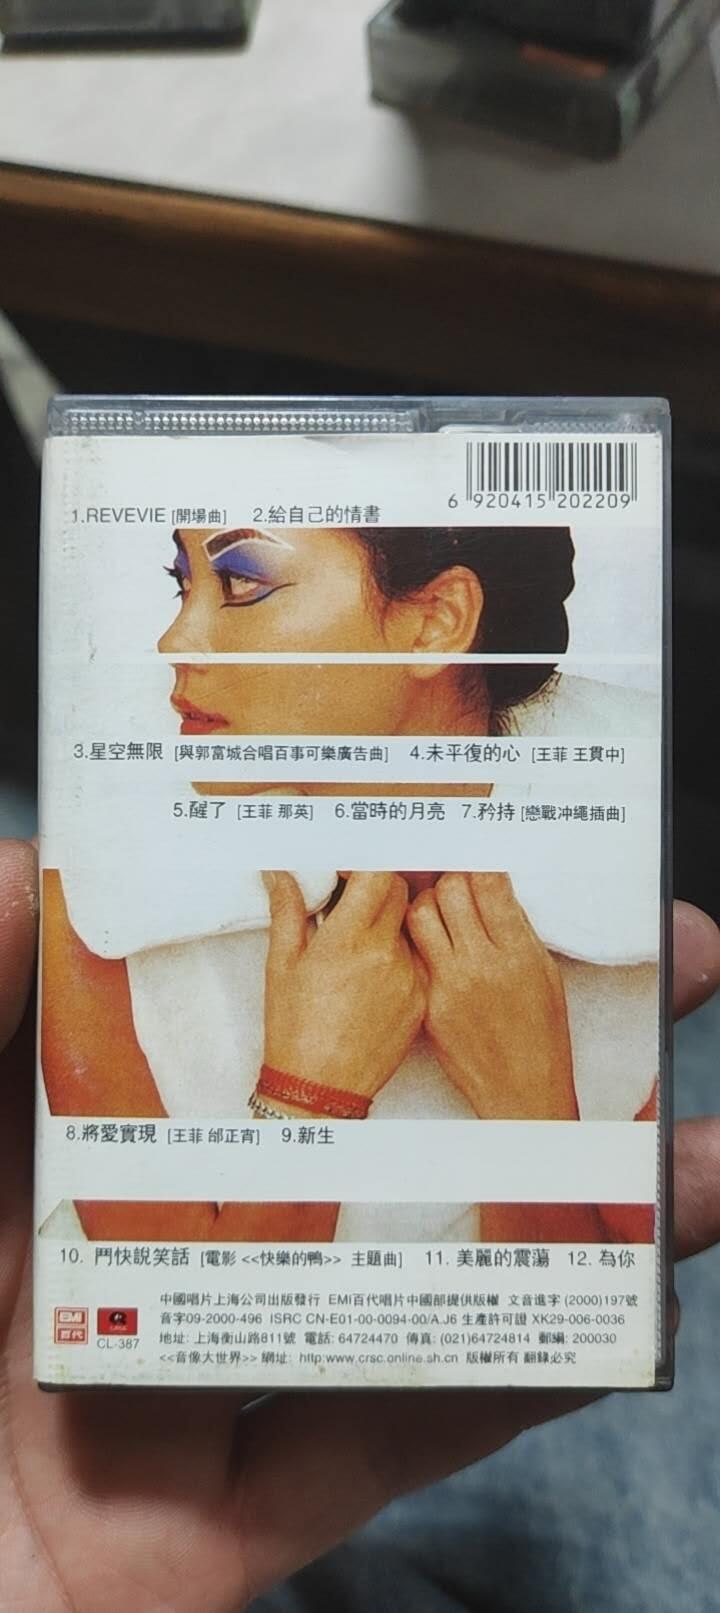 6 920415 202209
1.REVEVIE [開場曲] 2.給自己的情書
3.星空無限 [與郭富城合唱百事可樂廣告曲] 4.未平復的心 [王菲 王貫中]
5.醒了 [王菲 那英] 6.當時的月亮 7.矜持 [戀戰冲繩插曲]
8.將愛實現 [王菲 邰正宵] 9.新生
10. 鬥快說笑話 [電影 <<快樂的鴨>> 主題曲] 11. 美麗的震蕩 12. 為你
中國唱片上海公司出版發行 EMI百代唱片中國部提供版權 文音進字 (2000)197號
音字09-2000-496 ISRC CN-E01-00-0094-00/A.J6 生產許可證 XK29-006-0036
地址: 上海衡山路811號 電話: 64724470 傳真: (021)64724814 郵編: 200030
<<音像大世界>> 網址: http:www.crsc.online.sh.cn 版權所有 翻錄必究
EMI
百代
CL-387